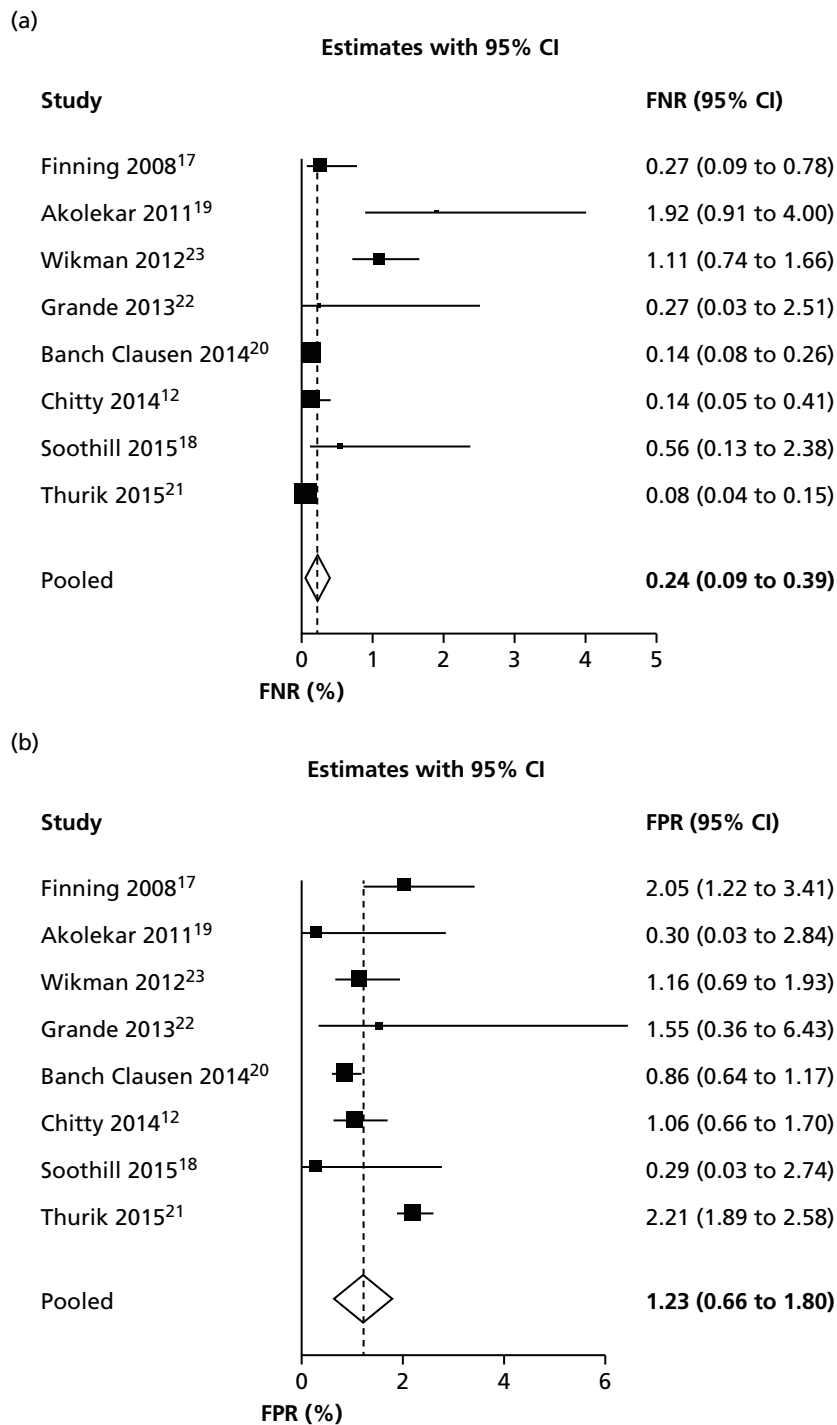 (a)
Estimates with 95% CI
Study FNR (95% CI)
Finning 2008¹⁷ 0.27 (0.09 to 0.78)
Akolekar 2011¹⁹ 1.92 (0.91 to 4.00)
Wikman 2012²³ 1.11 (0.74 to 1.66)
Grande 2013²² 0.27 (0.03 to 2.51)
Banch Clausen 2014²⁰ 0.14 (0.08 to 0.26)
Chitty 2014¹² 0.14 (0.05 to 0.41)
Soothill 2015¹⁸ 0.56 (0.13 to 2.38)
Thurik 2015²¹ 0.08 (0.04 to 0.15)
Pooled 0.24 (0.09 to 0.39)
0 1 2 3 4 5
FNR (%)
(b)
Estimates with 95% CI
Study FPR (95% CI)
Finning 2008¹⁷ 2.05 (1.22 to 3.41)
Akolekar 2011¹⁹ 0.30 (0.03 to 2.84)
Wikman 2012²³ 1.16 (0.69 to 1.93)
Grande 2013²² 1.55 (0.36 to 6.43)
Banch Clausen 2014²⁰ 0.86 (0.64 to 1.17)
Chitty 2014¹² 1.06 (0.66 to 1.70)
Soothill 2015¹⁸ 0.29 (0.03 to 2.74)
Thurik 2015²¹ 2.21 (1.89 to 2.58)
Pooled 1.23 (0.66 to 1.80)
0 2 4 6
FPR (%)